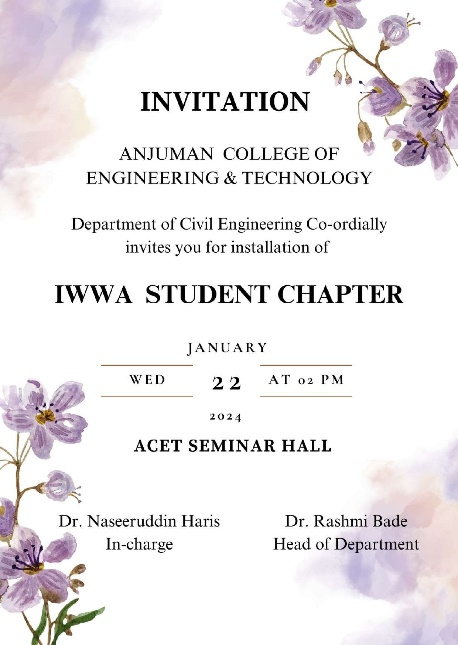 INVITATION
ANJUMAN COLLEGE OF
ENGINEERING & TECHNOLOGY
Department of Civil Engineering Co-ordially
invites you for installation of
IWWA STUDENT CHAPTER
JANUARY
WED 22 AT 02 PM
2024
ACET SEMINAR HALL
Dr. Naseeruddin Haris Dr. Rashmi Bade
In-charge Head of Department